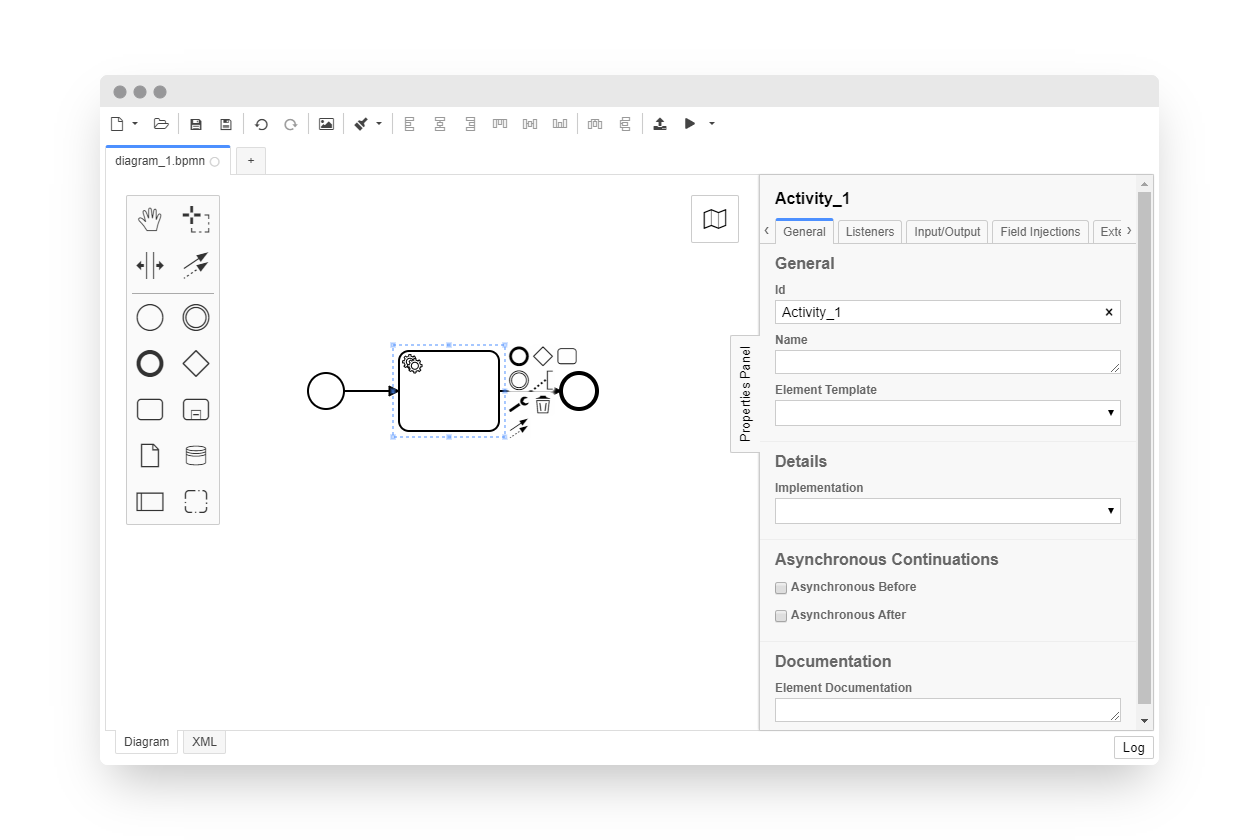 diagram_1.bpmn
+
Activity_1
General Listeners Input/Output Field Injections Exte
General
Id
Activity_1
Name
Element Template
Properties Panel
Details
Implementation
Asynchronous Continuations
Asynchronous Before
Asynchronous After
Documentation
Element Documentation
Diagram XML
Log